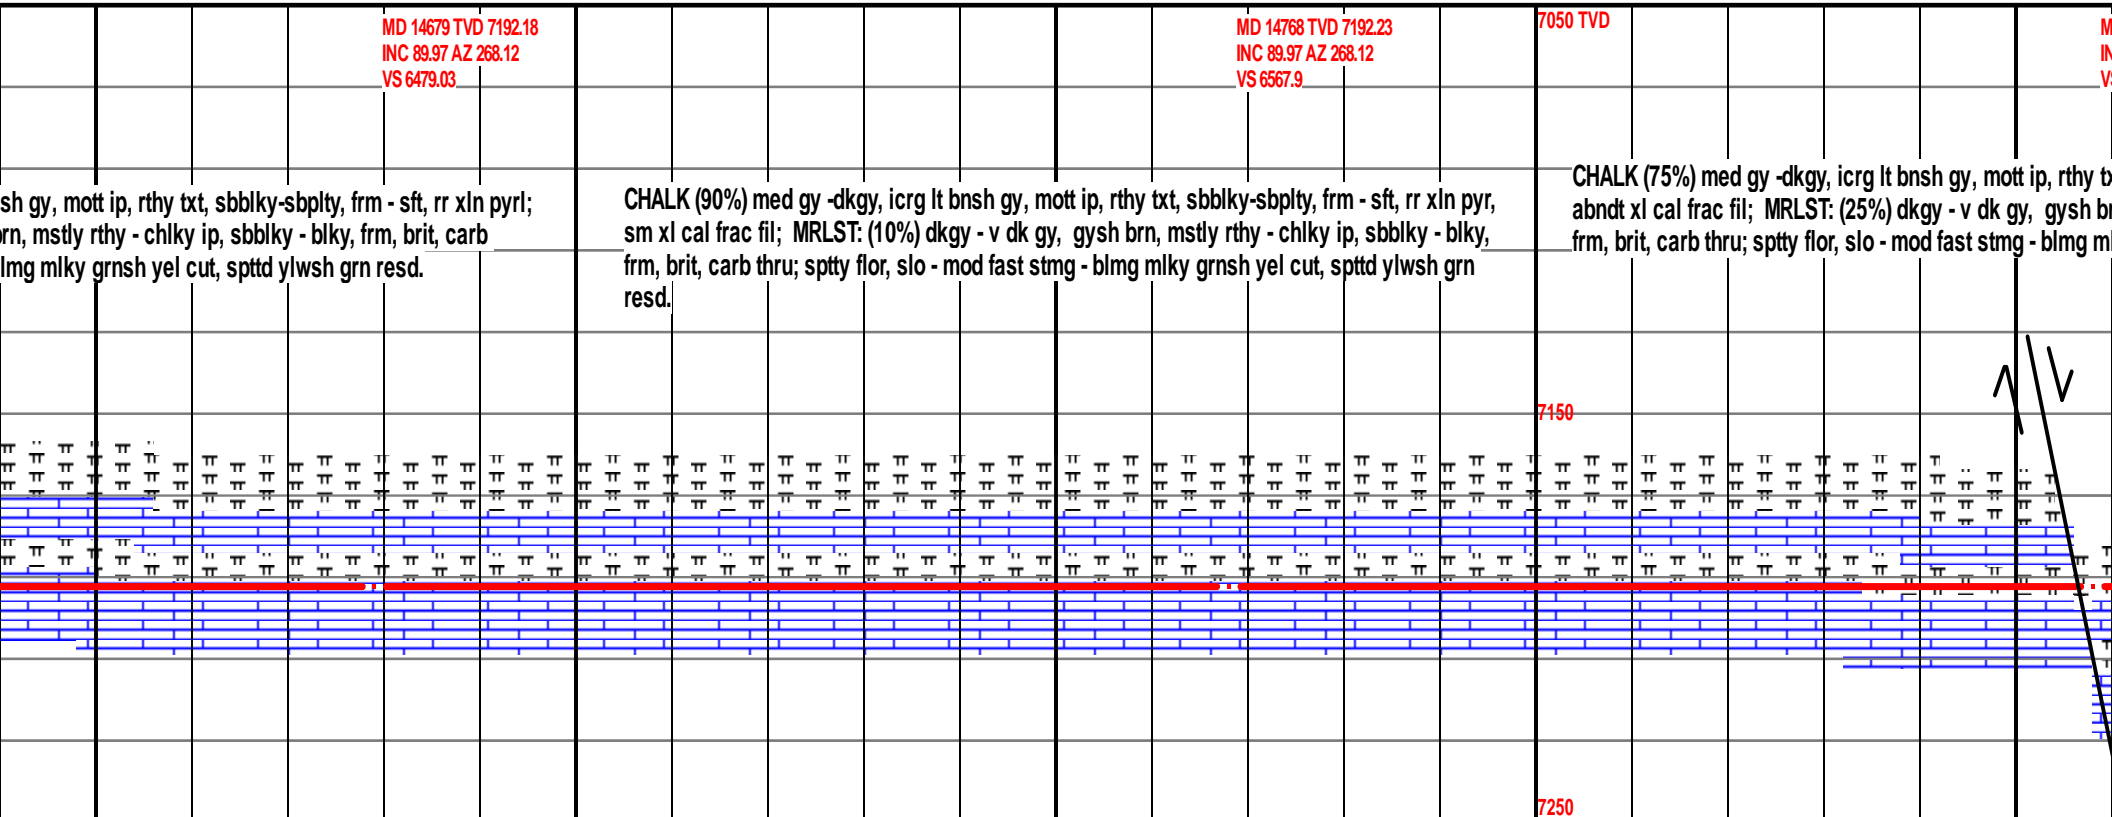 MD 14679 TVD 7192.18
INC 89.97 AZ 268.12
VS 6479.03
MD 14768 TVD 7192.23
INC 89.97 AZ 268.12
VS 6567.9
7050 TVD
sh gy, mott ip, rthy txt, sbblky-sbplty, frm - sft, rr xln pyrl;
brn, mstly rthy - chlky ip, sbblky - blky, frm, brit, carb
lmg mlky grnsh yel cut, spttd ylwsh grn resd.
CHALK (90%) med gy -dkgy, icrg lt bnsh gy, mott ip, rthy txt, sbblky-sbplty, frm - sft, rr xln pyr,
sm xl cal frac fil; MRLST: (10%) dkgy - v dk gy, gysh brn, mstly rthy - chlky ip, sbblky - blky,
frm, brit, carb thru; sptty flor, slo - mod fast stmg - blmg mlky grnsh yel cut, spttd ylwsh grn
resd.
CHALK (75%) med gy -dkgy, icrg lt bnsh gy, mott ip, rthy tx
abndt xl cal frac fil; MRLST: (25%) dkgy - v dk gy, gysh br
frm, brit, carb thru; sptty flor, slo - mod fast stmg - blmg ml
7150
7250